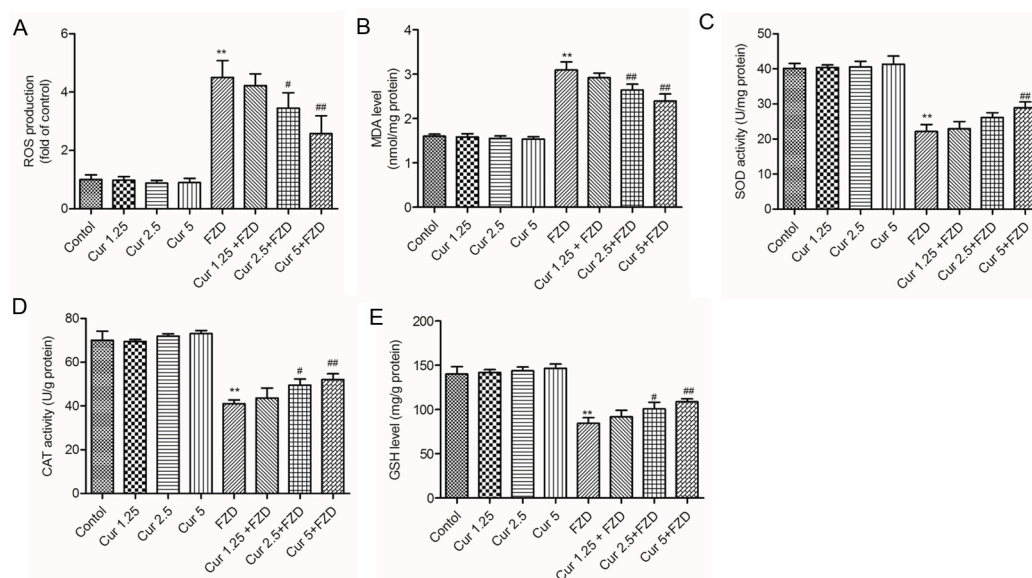 A
ROS production
(fold of control)
6
4
2
0
**
#
##
Contol
Cur 1.25
Cur 2.5
Cur 5
FZD
Cur 1.25 +FZD
Cur 2.5+FZD
Cur 5+FZD
B
MDA level
(nmol/mg protein)
4
3
2
1
0
**
##
##
Contol
Cur 1.25
Cur 2.5
Cur 5
FZD
Cur 1.25 + FZD
Cur 2.5+FZD
Cur 5+FZD
C
SOD activity (U/mg protein)
50
40
30
20
10
0
**
##
Contol
Cur 1.25
Cur 2.5
Cur 5
FZD
Cur 1.25 +FZD
Cur 2.5+FZD
Cur 5+FZD
D
CAT activity (U/g protein)
80
60
40
20
0
**
#
##
Contol
Cur 1.25
Cur 2.5
Cur 5
FZD
Cur 1.25 +FZD
Cur 2.5+FZD
Cur 5+FZD
E
GSH level (mg/g protein)
200
150
100
50
0
**
#
##
Contol
Cur 1.25
Cur 2.5
Cur 5
FZD
Cur 1.25 + FZD
Cur 2.5+FZD
Cur 5+FZD